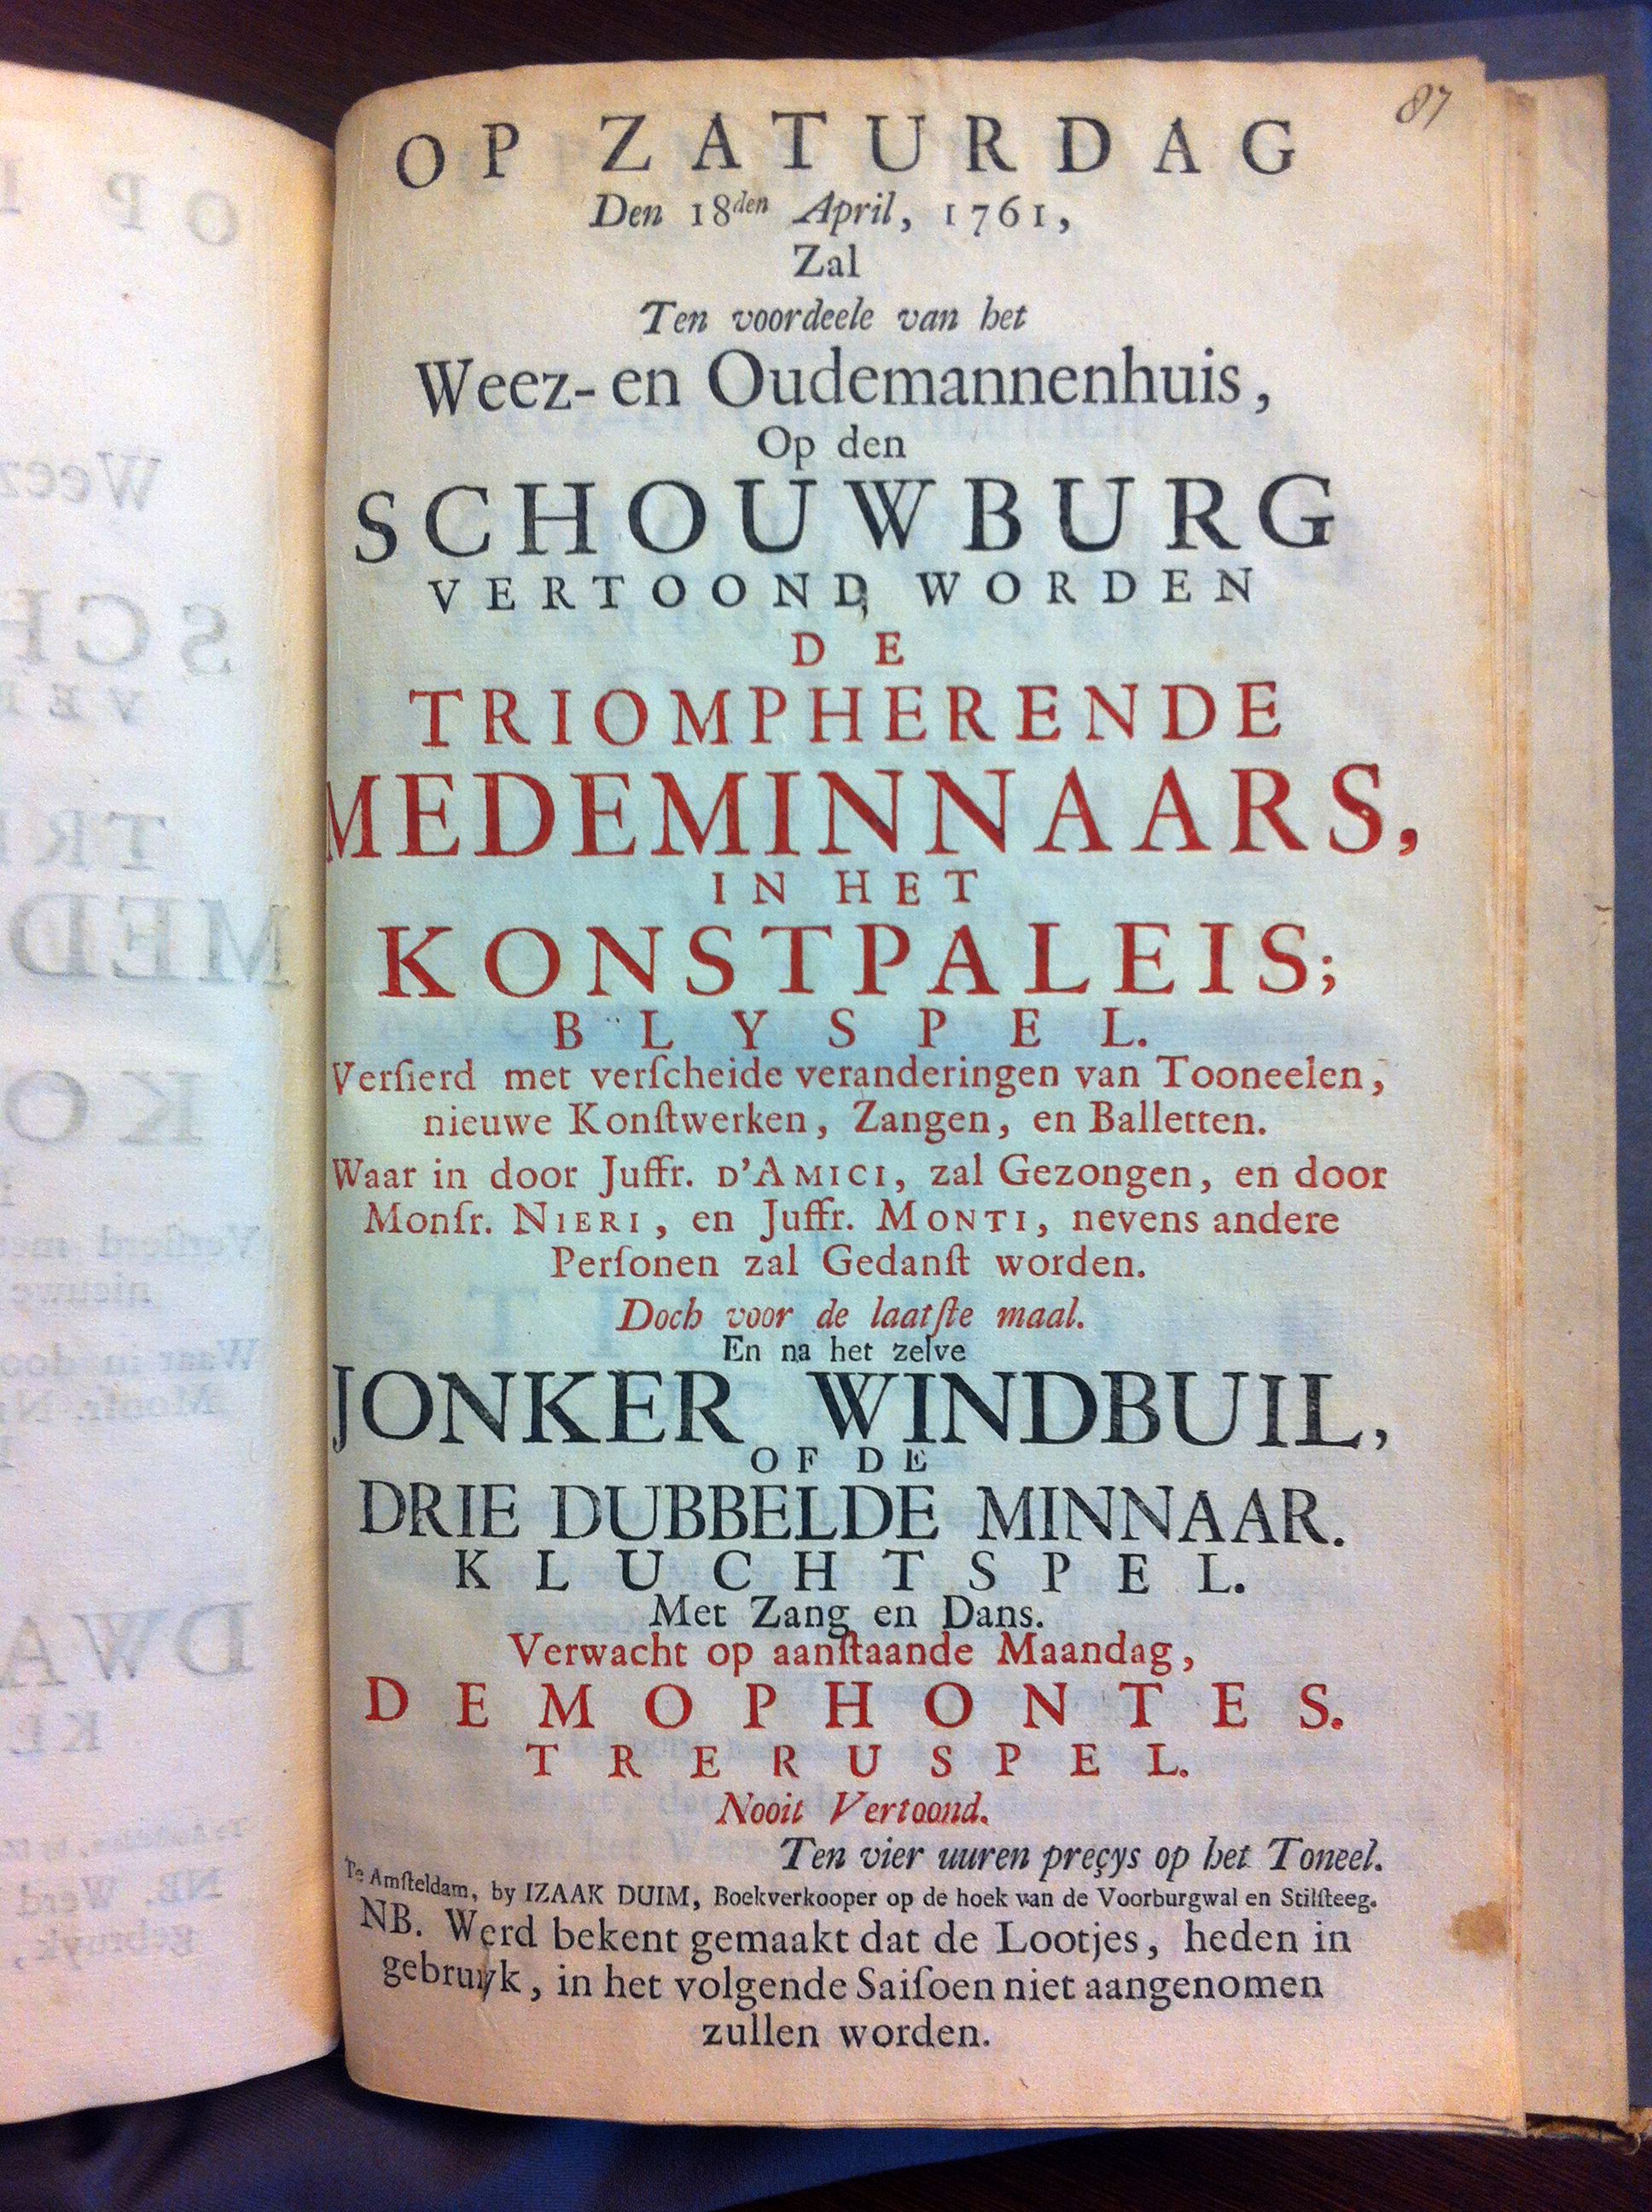 87
OP ZATURDAG
Den 18den April, 1761,
Zal
Ten voordeele van het
Weez- en Oudemannenhuis,
Op den
SCHOUWBURG
VERTOOND, WORDEN
DE
TRIOMPHERENDE
MEDEMINNAARS,
IN HET
KONSTPALEIS;
BLYSPEL.
Verſierd met verſcheide veranderingen van Tooneelen,
nieuwe Konſtwerken, Zangen, en Balletten.
Waar in door Juffr. D'AMICI, zal Gezongen, en door
Monſr. NIERI, en Juffr. MONTI, nevens andere
Perſonen zal Gedanſt worden.
Doch voor de laatſte maal.
En na het zelve
JONKER WINDBUIL,
OF DE
DRIE DUBBELDE MINNAAR.
KLUCHTSPEL.
Met Zang en Dans.
Verwacht op aanſtaande Maandag,
DEMOPHONTES.
TRERUSPEL.
Nooit Vertoond.
Ten vier uuren preçys op het Toneel.
Te Amſteldam, by IZAAK DUIM, Boekverkooper op de hoek van de Voorburgwal en Stilſteeg.
NB. Werd bekent gemaakt dat de Lootjes, heden in
gebruyk, in het volgende Saiſoen niet aangenomen
zullen worden.